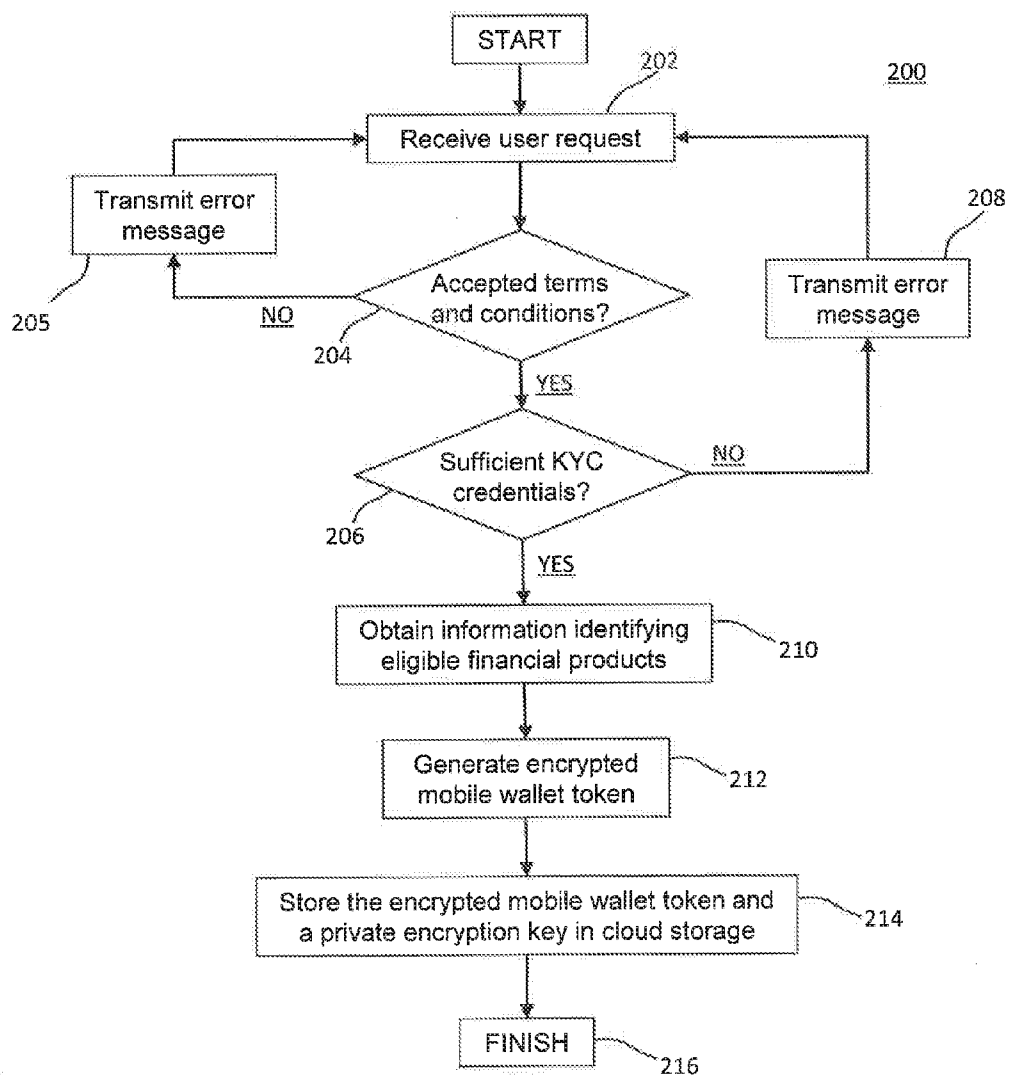 START
202
200
Receive user request
Transmit error
message
208
205
Accepted terms
and conditions?
NO
204
Transmit error
message
YES
Sufficient KYC
credentials?
NO
206
YES
Obtain information identifying
eligible financial products
210
Generate encrypted
mobile wallet token
212
Store the encrypted mobile wallet token and
a private encryption key in cloud storage
214
FINISH
216